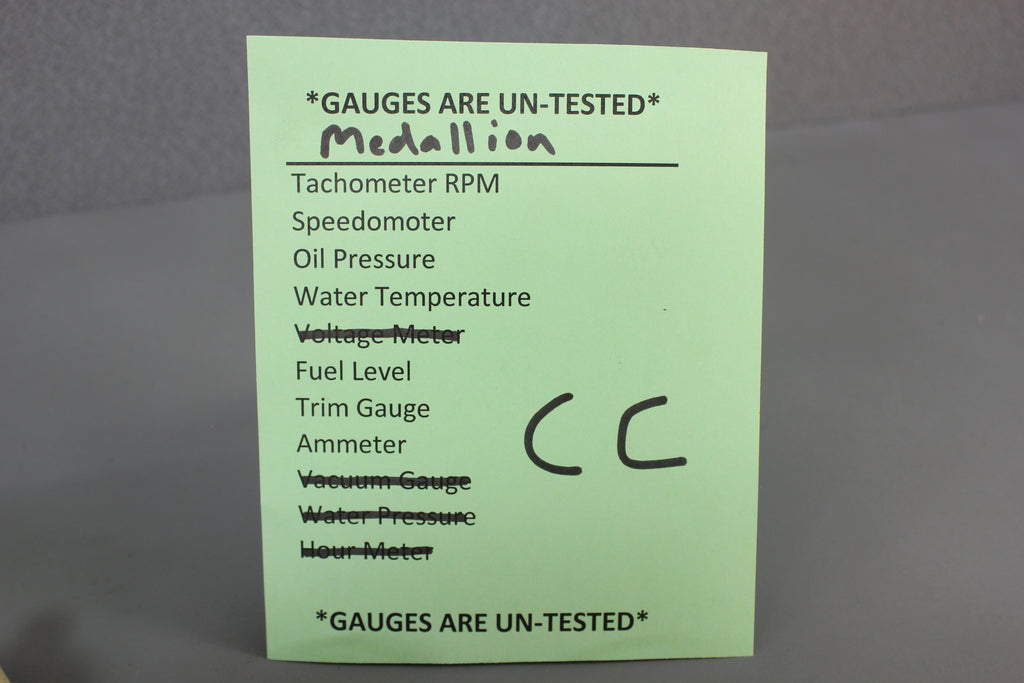 *GAUGES ARE UN-TESTED*
Medallion
Tachometer RPM
Speedomoter
Oil Pressure
Water Temperature
Voltage Meter
Fuel Level
Trim Gauge
Ammeter
CC
Vacuum Gauge
Water Pressure
Hour Meter
*GAUGES ARE UN-TESTED*